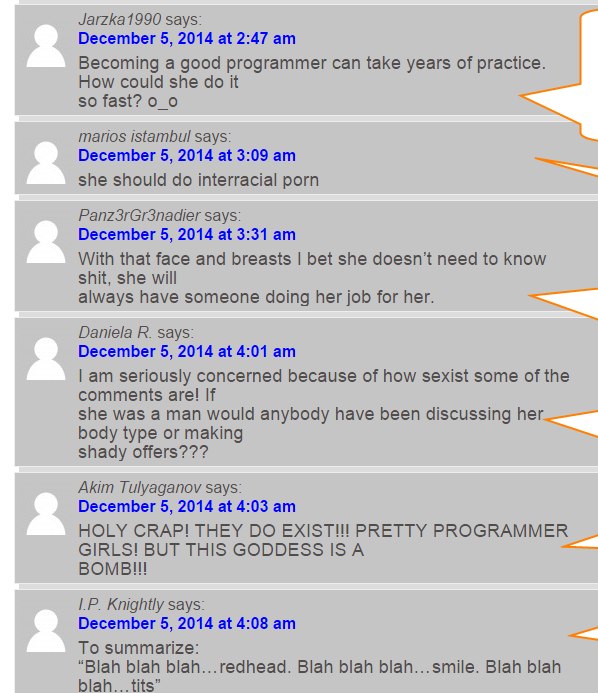 Jarzka1990 says:
December 5, 2014 at 2:47 am
Becoming a good programmer can take years of practice.
How could she do it
so fast? o_o
marios istambul says:
December 5, 2014 at 3:09 am
she should do interracial porn
Panz3rGr3nadier says:
December 5, 2014 at 3:31 am
With that face and breasts I bet she doesn’t need to know
shit, she will
always have someone doing her job for her.
Daniela R. says:
December 5, 2014 at 4:01 am
I am seriously concerned because of how sexist some of the
comments are! If
she was a man would anybody have been discussing her
body type or making
shady offers???
Akim Tulyaganov says:
December 5, 2014 at 4:03 am
HOLY CRAP! THEY DO EXIST!!! PRETTY PROGRAMMER
GIRLS! BUT THIS GODDESS IS A
BOMB!!!
I.P. Knightly says:
December 5, 2014 at 4:08 am
To summarize:
“Blah blah blah…redhead. Blah blah blah…smile. Blah blah
blah…tits”